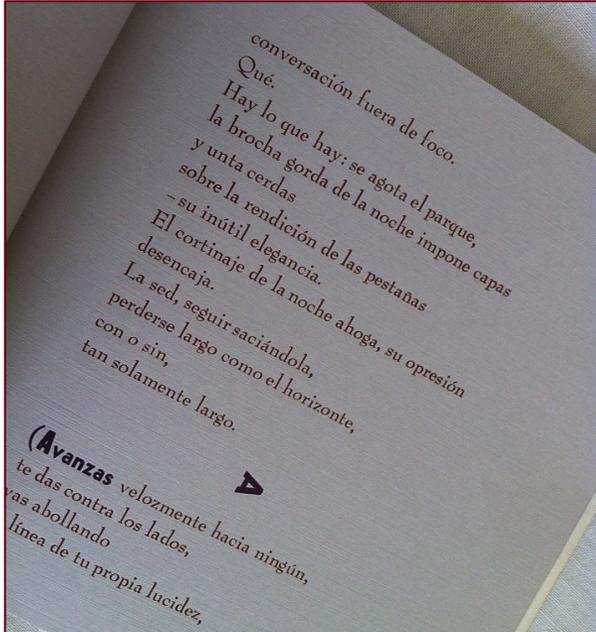 conversación fuera de foco.
Qué.
Hay lo que hay: se agota el parque,
la brocha gorda de la noche impone capas
y unta cerdas
sobre la rendición de las pestañas
– su inútil elegancia.
El cortinaje de la noche ahoga, su opresión
desencaja.
La sed, seguir saciándola,
perderse largo como el horizonte,
con o sin,
tan solamente largo.
A
(Avanzas velozmente hacia ningún,
te das contra los lados,
vas abollando
línea de tu propia lucidez,